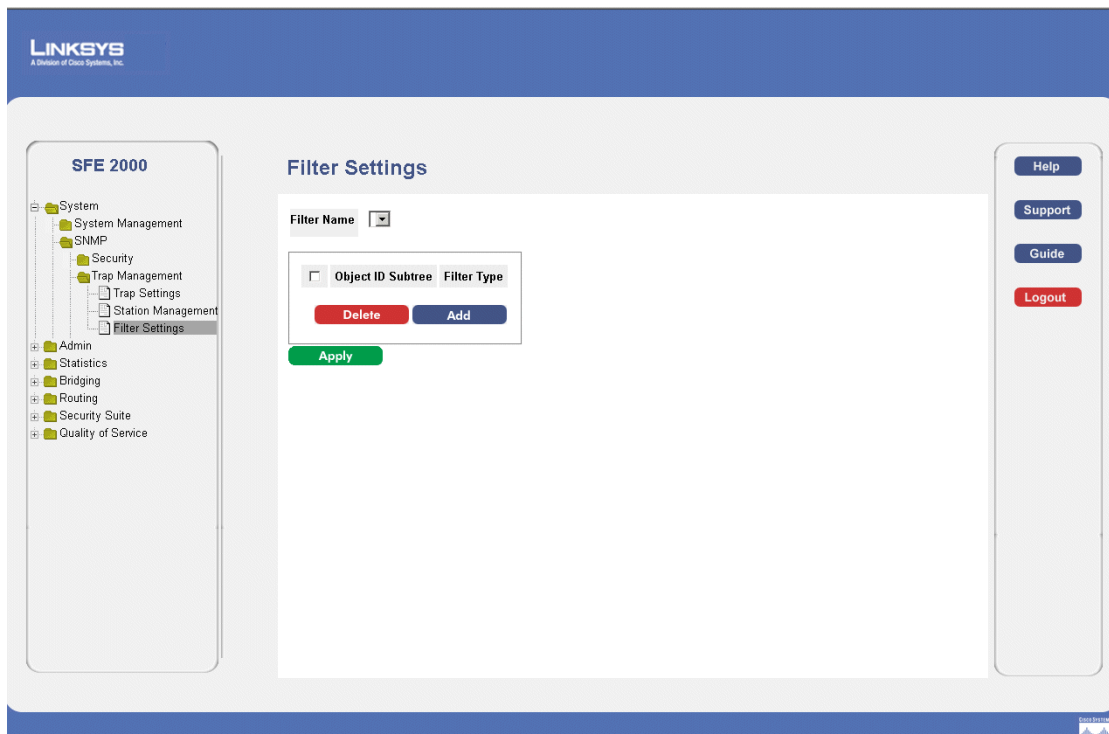 LINKSYS
A Division of Cisco Systems, Inc.
SFE 2000
System
System Management
SNMP
Security
Trap Management
Trap Settings
Station Management
Filter Settings
Admin
Statistics
Bridging
Routing
Security Suite
Quality of Service
Filter Settings
Filter Name
Object ID Subtree Filter Type
Delete Add
Apply
Help
Support
Guide
Logout